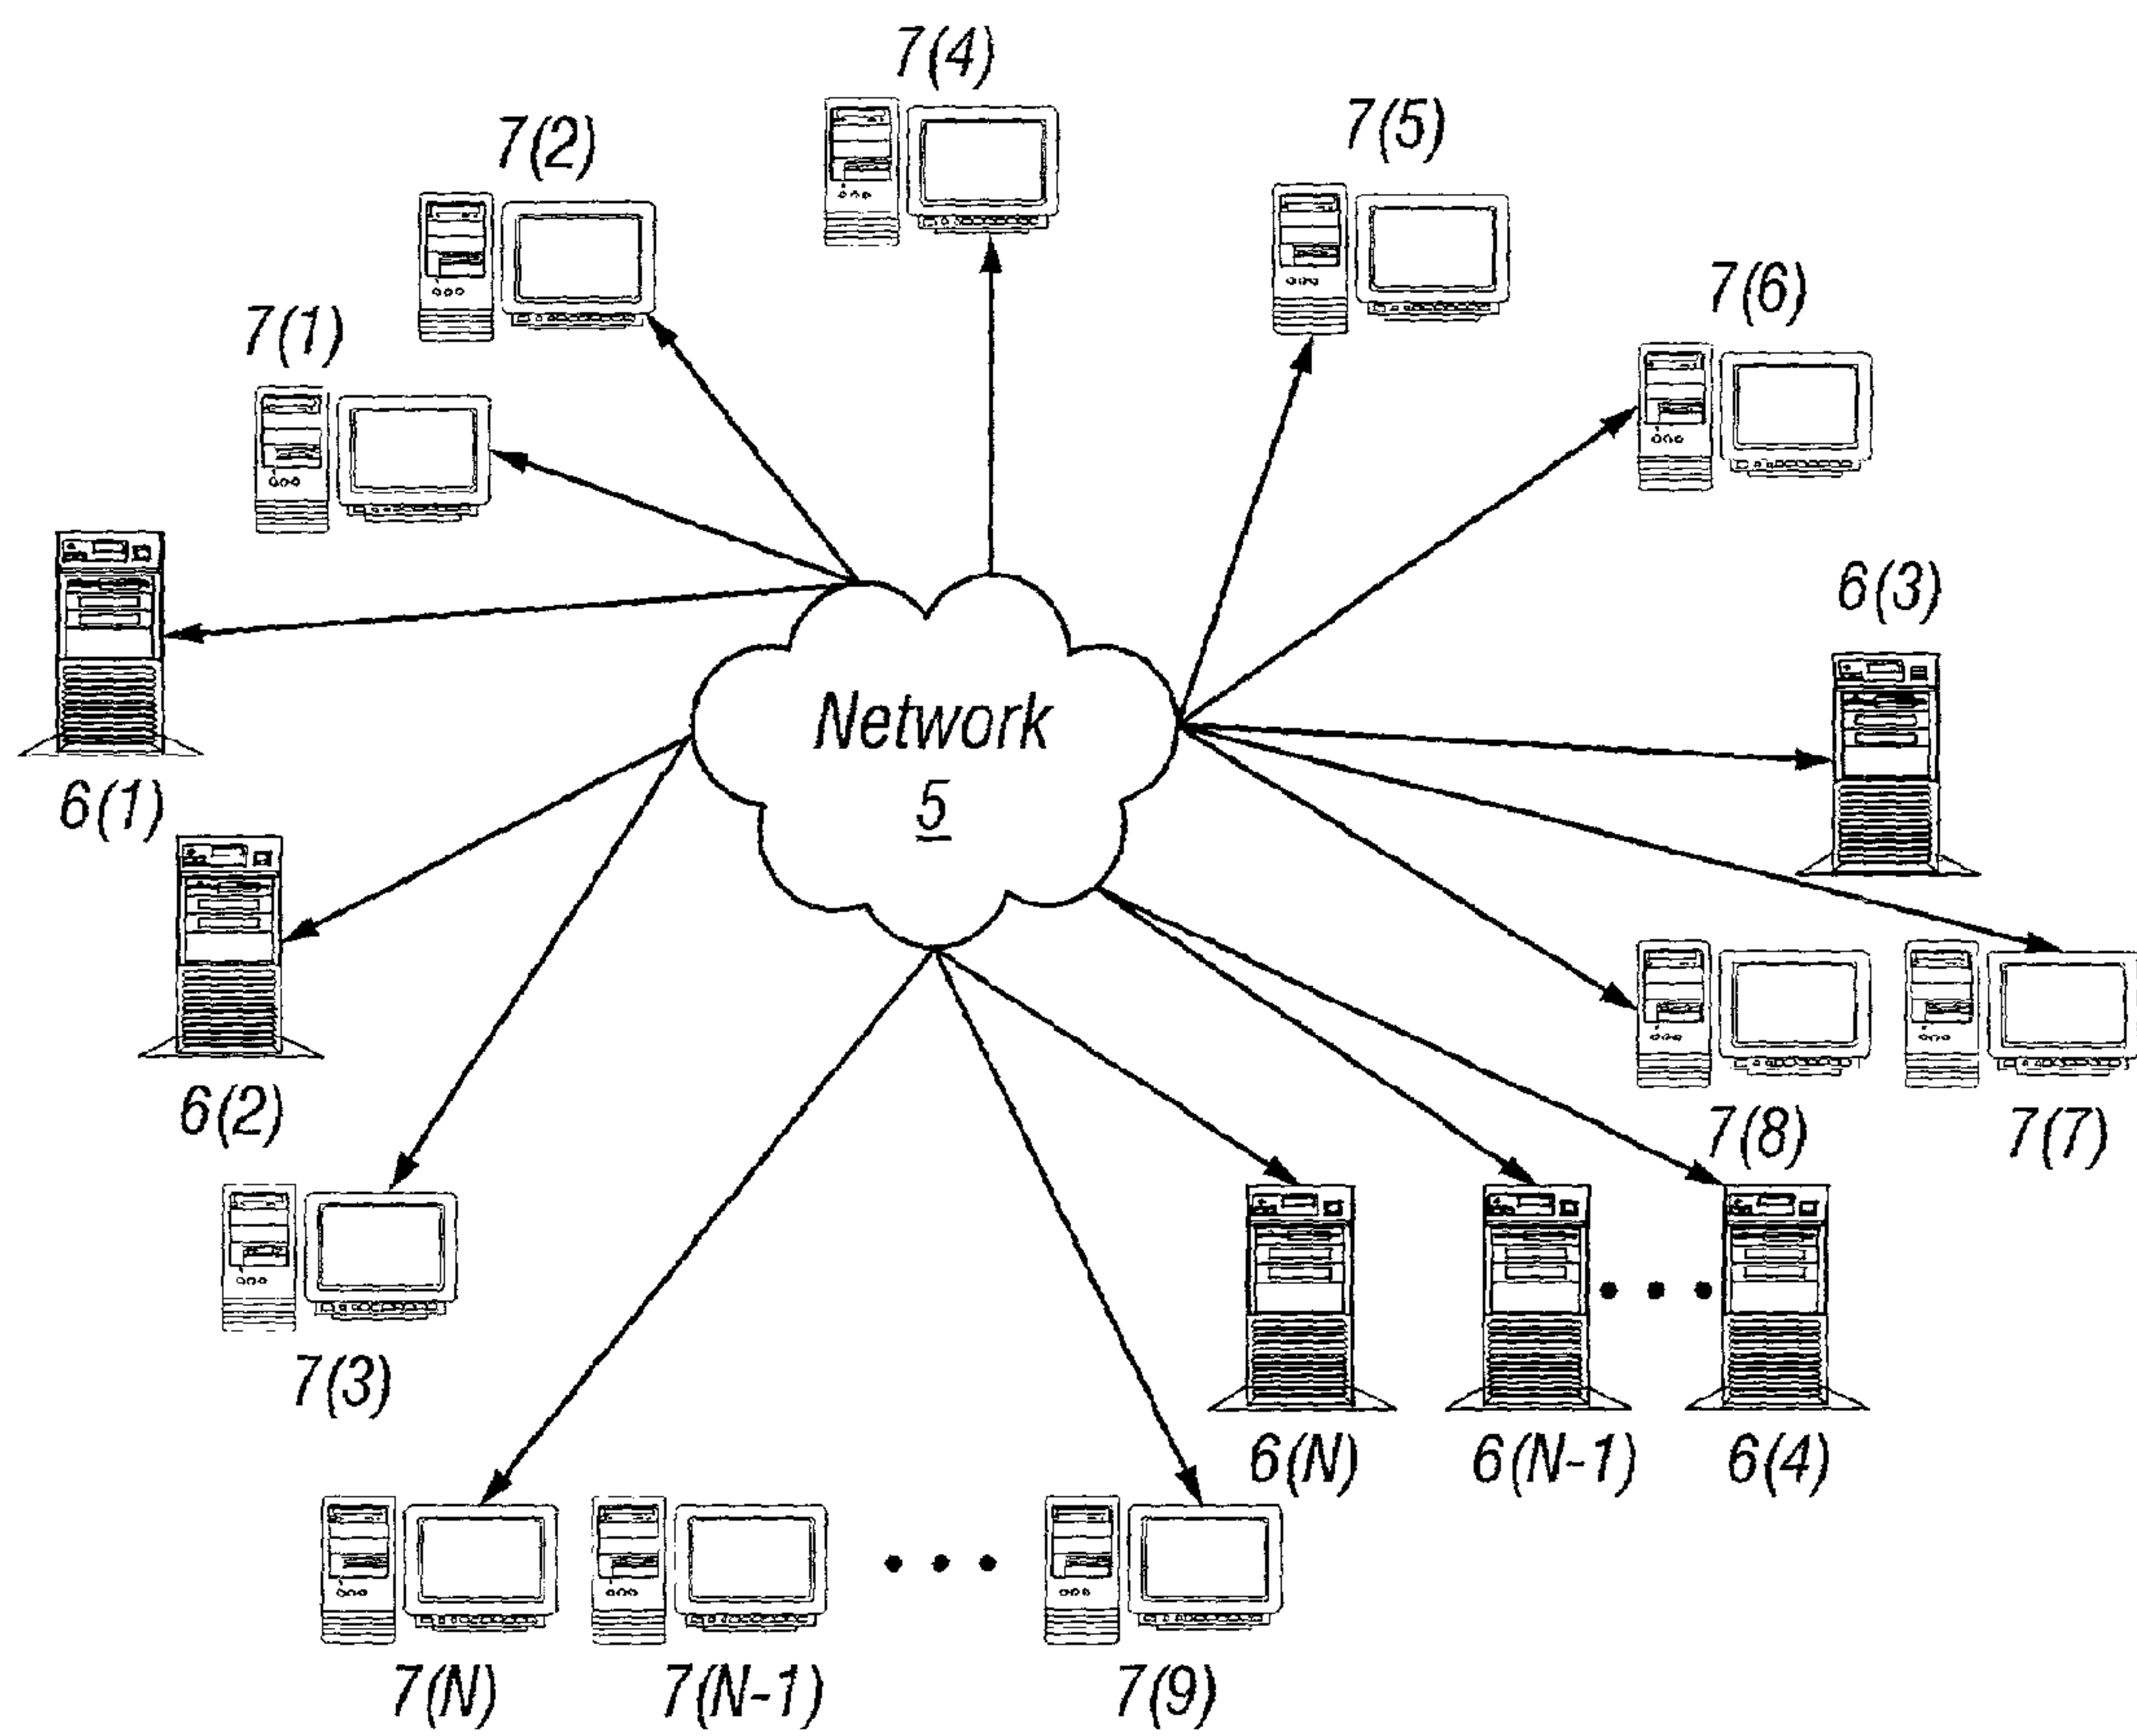 7(4)
7(2)
7(5)
7(1)
7(6)
6(3)
Network
5
6(1)
6(2)
7(8)
7(7)
7(3)
6(N)
6(N-1)
6(4)
7(N)
7(N-1)
7(9)